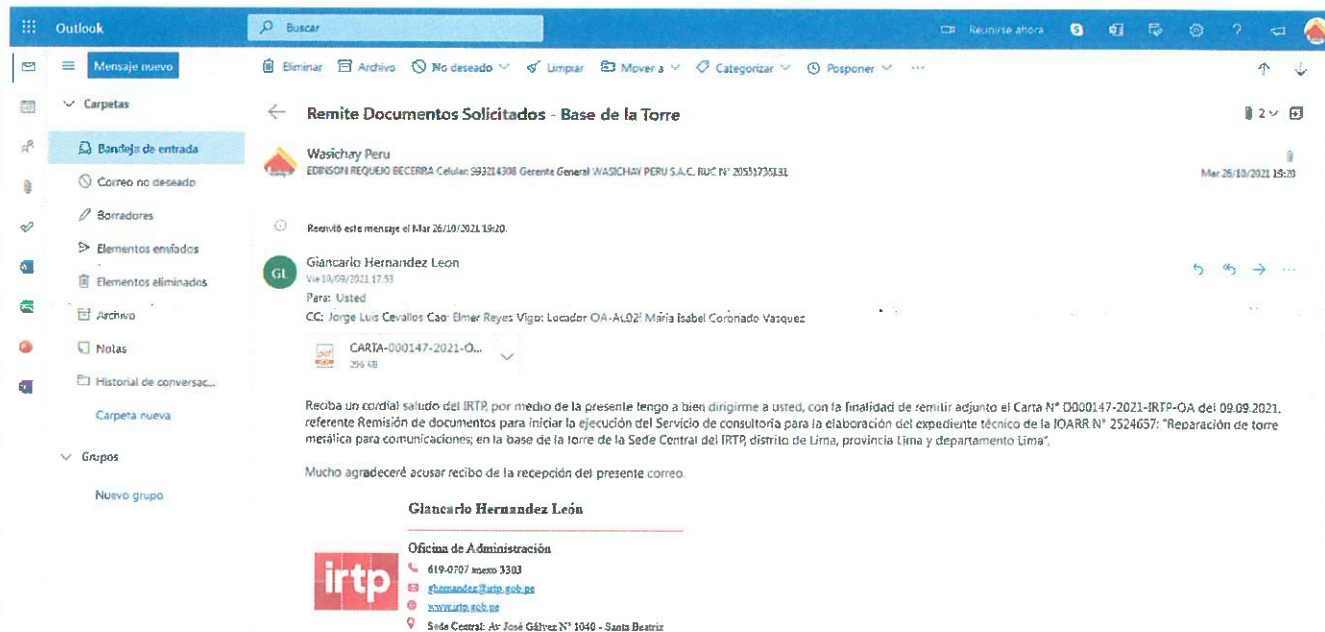 Outlook
Buscar
Reunirse ahora
Mensaje nuevo
Eliminar Archivo No deseado Limpiar Mover a Categorizar Posponer ...
Carpetas
Bandeja de entrada
Correo no deseado
Borradores
Elementos enviados
Elementos eliminados
Archivo
Notas
Historial de conversac...
Carpeta nueva
Grupos
Nuevo grupo
Remite Documentos Solicitados - Base de la Torre
2
Wasichay Peru
EDINSON REQUEJO BECERRA Celular: 993214308 Gerente General WASICHAY PERU S.A.C. RUC N° 20551735131
Mar 26/10/2021 19:20
Reenvió este mensaje el Mar 26/10/2021 19:20.
GL
Giancarlo Hernandez Leon
Vie 10/09/2021 17:53
Para: Usted
CC: Jorge Luis Cevallos Cao; Elmer Reyes Vigo; Locador OA-AL02; Maria Isabel Coronado Vasquez
pdf
CARTA-000147-2021-O...
296 KB
Reciba un cordial saludo del IRTP, por medio de la presente tengo a bien dirigirme a usted, con la finalidad de remitir adjunto el Carta N° D000147-2021-IRTP-OA del 09.09.2021,
referente Remisión de documentos para iniciar la ejecución del Servicio de consultoría para la elaboración del expediente técnico de la IOARR N° 2524657: "Reparación de torre
metálica para comunicaciones; en la base de la torre de la Sede Central del IRTP, distrito de Lima, provincia Lima y departamento Lima".
Mucho agradeceré acusar recibo de la recepción del presente correo.
Giancarlo Hernandez León
Oficina de Administración
irtp
619-0707 anexo 3303
ghernandez@irtp.gob.pe
www.irtp.gob.pe
Sede Central: Av José Gálvez N° 1040 - Santa Beatriz